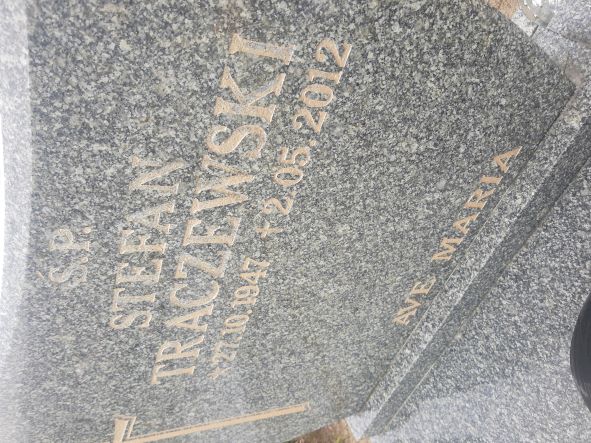 Ś.P.
STEFAN
TRACZEWSKI
*27.10.1947 +2.05.2012
AVE MARIA